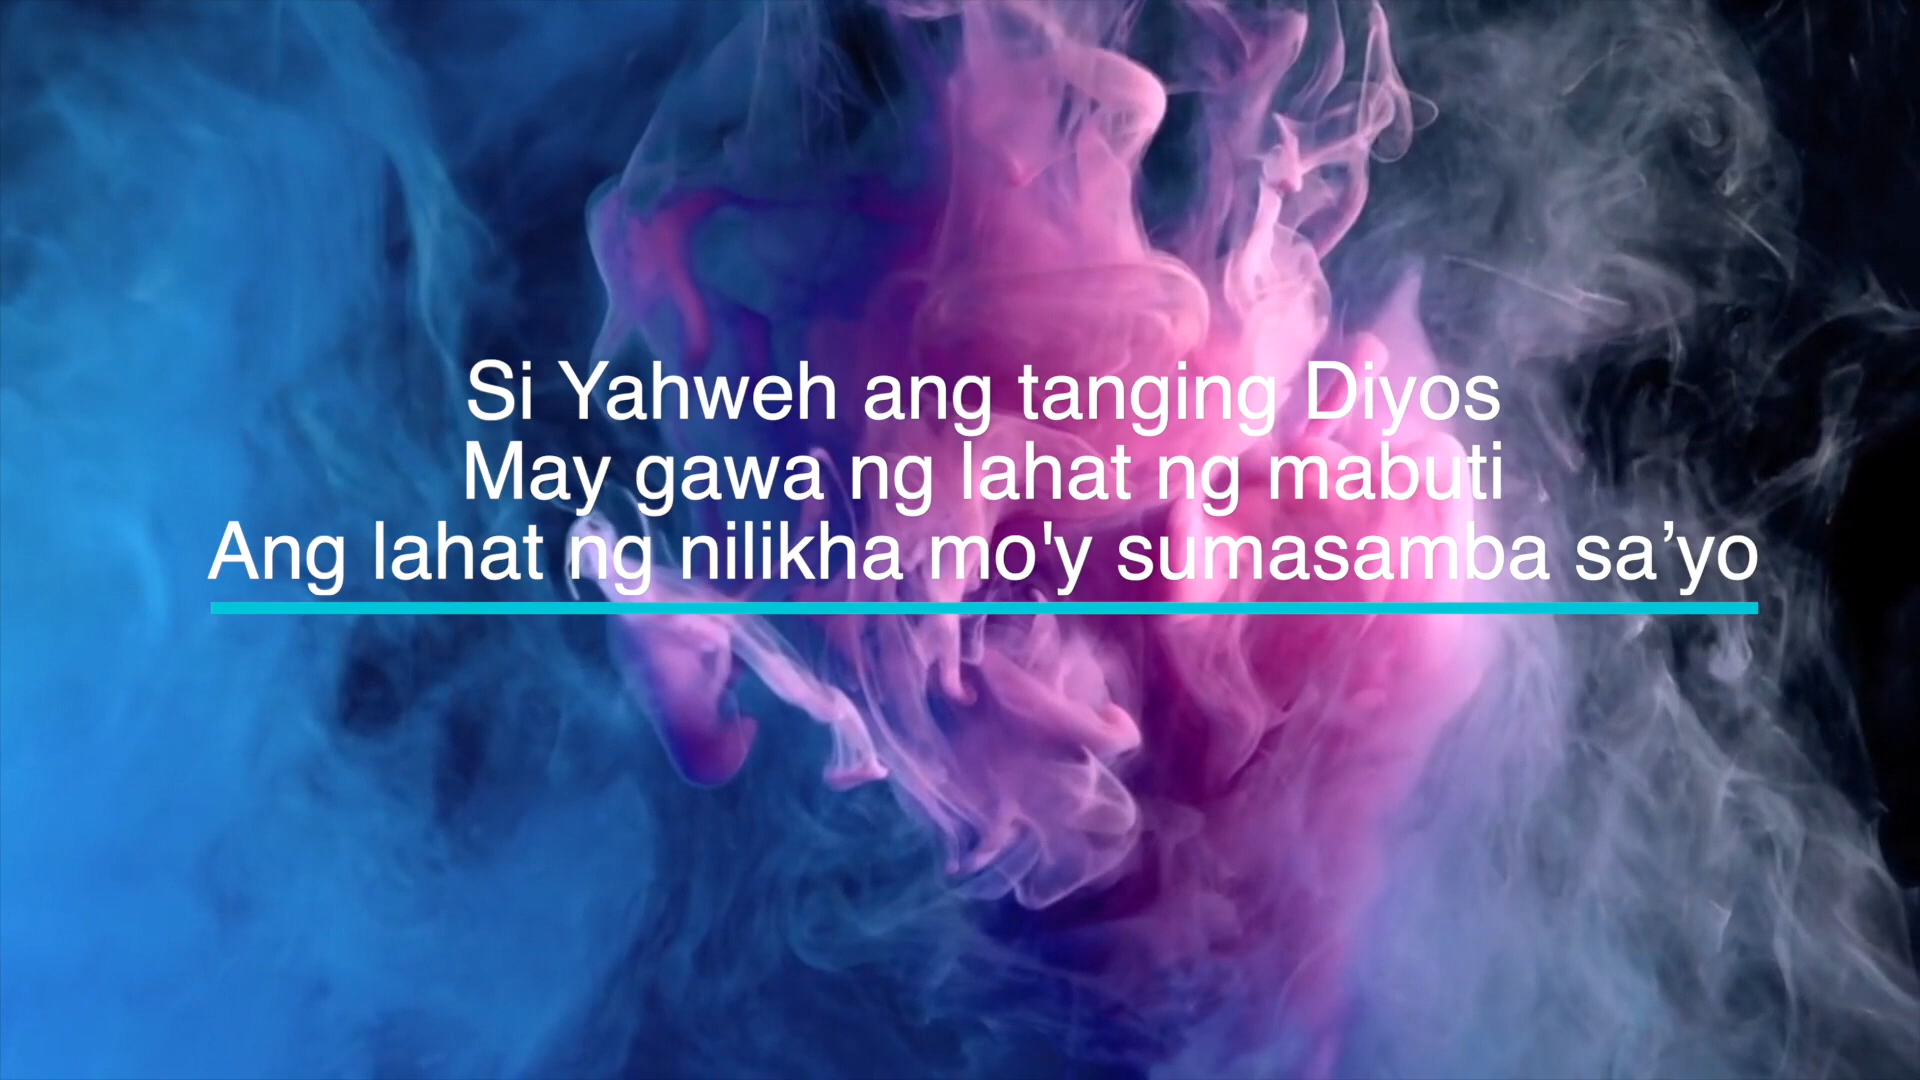 Si Yahweh ang tanging Diyos
May gawa ng lahat ng mabuti
Ang lahat ng nilikha mo'y sumasamba sa’yo